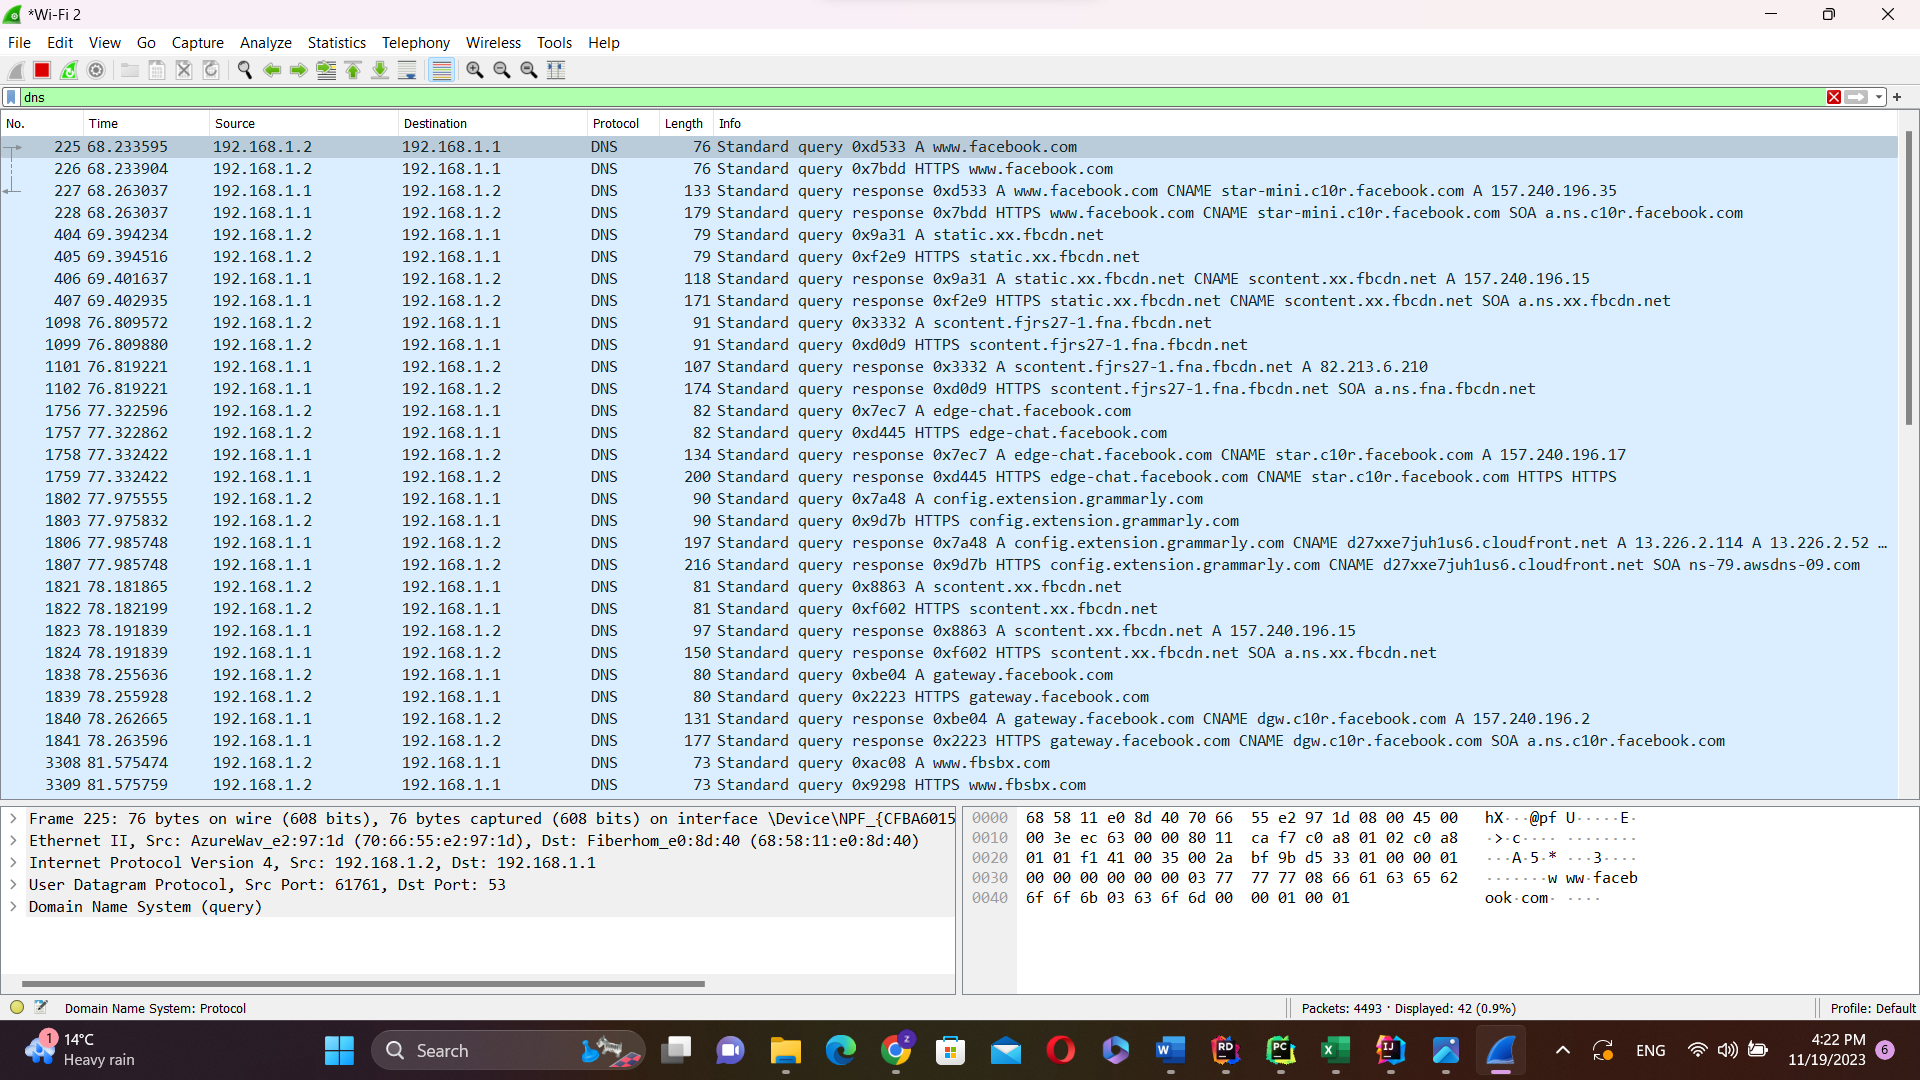 *Wi-Fi 2
File Edit View Go Capture Analyze Statistics Telephony Wireless Tools Help
dns
No. Time Source Destination Protocol Length Info
225 68.233595 192.168.1.2 192.168.1.1 DNS 76 Standard query 0xd533 A www.facebook.com
226 68.233904 192.168.1.2 192.168.1.1 DNS 76 Standard query 0x7bdd HTTPS www.facebook.com
227 68.263037 192.168.1.1 192.168.1.2 DNS 133 Standard query response 0xd533 A www.facebook.com CNAME star-mini.c10r.facebook.com A 157.240.196.35
228 68.263037 192.168.1.1 192.168.1.2 DNS 179 Standard query response 0x7bdd HTTPS www.facebook.com CNAME star-mini.c10r.facebook.com SOA a.ns.c10r.facebook.com
404 69.394234 192.168.1.2 192.168.1.1 DNS 79 Standard query 0x9a31 A static.xx.fbcdn.net
405 69.394516 192.168.1.2 192.168.1.1 DNS 79 Standard query 0xf2e9 HTTPS static.xx.fbcdn.net
406 69.401637 192.168.1.1 192.168.1.2 DNS 118 Standard query response 0x9a31 A static.xx.fbcdn.net CNAME scontent.xx.fbcdn.net A 157.240.196.15
407 69.402935 192.168.1.1 192.168.1.2 DNS 171 Standard query response 0xf2e9 HTTPS static.xx.fbcdn.net CNAME scontent.xx.fbcdn.net SOA a.ns.xx.fbcdn.net
1098 76.809572 192.168.1.2 192.168.1.1 DNS 91 Standard query 0x3332 A scontent.fjrs27-1.fna.fbcdn.net
1099 76.809880 192.168.1.2 192.168.1.1 DNS 91 Standard query 0xd0d9 HTTPS scontent.fjrs27-1.fna.fbcdn.net
1101 76.819221 192.168.1.1 192.168.1.2 DNS 107 Standard query response 0x3332 A scontent.fjrs27-1.fna.fbcdn.net A 82.213.6.210
1102 76.819221 192.168.1.1 192.168.1.2 DNS 174 Standard query response 0xd0d9 HTTPS scontent.fjrs27-1.fna.fbcdn.net SOA a.ns.fna.fbcdn.net
1756 77.322596 192.168.1.2 192.168.1.1 DNS 82 Standard query 0x7ec7 A edge-chat.facebook.com
1757 77.322862 192.168.1.2 192.168.1.1 DNS 82 Standard query 0xd445 HTTPS edge-chat.facebook.com
1758 77.332422 192.168.1.1 192.168.1.2 DNS 134 Standard query response 0x7ec7 A edge-chat.facebook.com CNAME star.c10r.facebook.com A 157.240.196.17
1759 77.332422 192.168.1.1 192.168.1.2 DNS 200 Standard query response 0xd445 HTTPS edge-chat.facebook.com CNAME star.c10r.facebook.com HTTPS HTTPS
1802 77.975555 192.168.1.2 192.168.1.1 DNS 90 Standard query 0x7a48 A config.extension.grammarly.com
1803 77.975832 192.168.1.2 192.168.1.1 DNS 90 Standard query 0x9d7b HTTPS config.extension.grammarly.com
1806 77.985748 192.168.1.1 192.168.1.2 DNS 197 Standard query response 0x7a48 A config.extension.grammarly.com CNAME d27xxe7juh1us6.cloudfront.net A 13.226.2.114 A 13.226.2.52 …
1807 77.985748 192.168.1.1 192.168.1.2 DNS 216 Standard query response 0x9d7b HTTPS config.extension.grammarly.com CNAME d27xxe7juh1us6.cloudfront.net SOA ns-79.awsdns-09.com
1821 78.181865 192.168.1.2 192.168.1.1 DNS 81 Standard query 0x8863 A scontent.xx.fbcdn.net
1822 78.182199 192.168.1.2 192.168.1.1 DNS 81 Standard query 0xf602 HTTPS scontent.xx.fbcdn.net
1823 78.191839 192.168.1.1 192.168.1.2 DNS 97 Standard query response 0x8863 A scontent.xx.fbcdn.net A 157.240.196.15
1824 78.191839 192.168.1.1 192.168.1.2 DNS 150 Standard query response 0xf602 HTTPS scontent.xx.fbcdn.net SOA a.ns.xx.fbcdn.net
1838 78.255636 192.168.1.2 192.168.1.1 DNS 80 Standard query 0xbe04 A gateway.facebook.com
1839 78.255928 192.168.1.2 192.168.1.1 DNS 80 Standard query 0x2223 HTTPS gateway.facebook.com
1840 78.262665 192.168.1.1 192.168.1.2 DNS 131 Standard query response 0xbe04 A gateway.facebook.com CNAME dgw.c10r.facebook.com A 157.240.196.2
1841 78.263596 192.168.1.1 192.168.1.2 DNS 177 Standard query response 0x2223 HTTPS gateway.facebook.com CNAME dgw.c10r.facebook.com SOA a.ns.c10r.facebook.com
3308 81.575474 192.168.1.2 192.168.1.1 DNS 73 Standard query 0xac08 A www.fbsbx.com
3309 81.575759 192.168.1.2 192.168.1.1 DNS 73 Standard query 0x9298 HTTPS www.fbsbx.com
Frame 225: 76 bytes on wire (608 bits), 76 bytes captured (608 bits) on interface \Device\NPF_{CFBA6015
Ethernet II, Src: AzureWav_e2:97:1d (70:66:55:e2:97:1d), Dst: Fiberhom_e0:8d:40 (68:58:11:e0:8d:40)
Internet Protocol Version 4, Src: 192.168.1.2, Dst: 192.168.1.1
User Datagram Protocol, Src Port: 61761, Dst Port: 53
Domain Name System (query)
0000 68 58 11 e0 8d 40 70 66 55 e2 97 1d 08 00 45 00 hX···@pf U·····E·
0010 00 3e ec 63 00 00 80 11 ca f7 c0 a8 01 02 c0 a8 ·>·c···· ········
0020 01 01 f1 41 00 35 00 2a bf 9b d5 33 01 00 00 01 ···A·5·* ···3····
0030 00 00 00 00 00 00 03 77 77 77 08 66 61 63 65 62 ·······w ww·faceb
0040 6f 6f 6b 03 63 6f 6d 00 00 01 00 01 ook·com· ····
Domain Name System: Protocol
Packets: 4493 · Displayed: 42 (0.9%)
Profile: Default
1
14°C
Heavy rain
Search
z
W
RD
PC
X
IJ
ENG
4:22 PM
11/19/2023
6